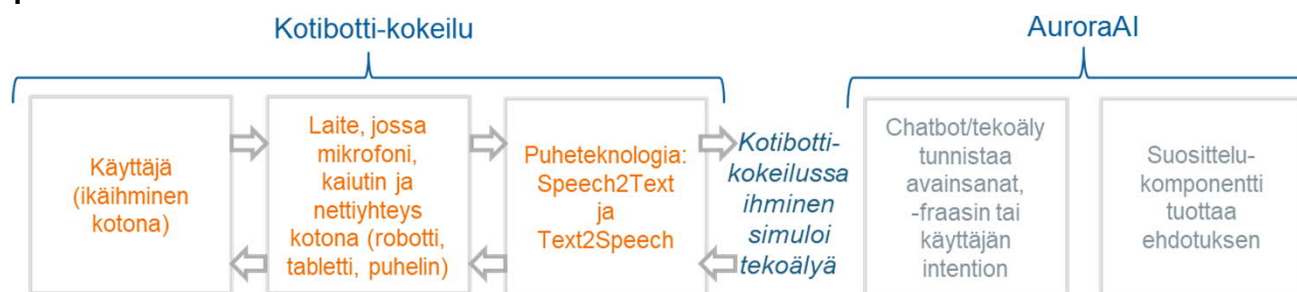 Kotibotti-kokeilu
AuroraAI
Käyttäjä
(ikäihminen
kotona)
Laite, jossa
mikrofoni,
kaiutin ja
nettiyhteys
kotona (robotti,
tabletti, puhelin)
Puheteknologia:
Speech2Text
ja
Text2Speech
Kotibotti-
kokeilussa
ihminen
simuloi
tekoälyä
Chatbot/tekoäly
tunnistaa
avainsanat,
-fraasin tai
käyttäjän
intention
Suosittelu-
komponentti
tuottaa
ehdotuksen